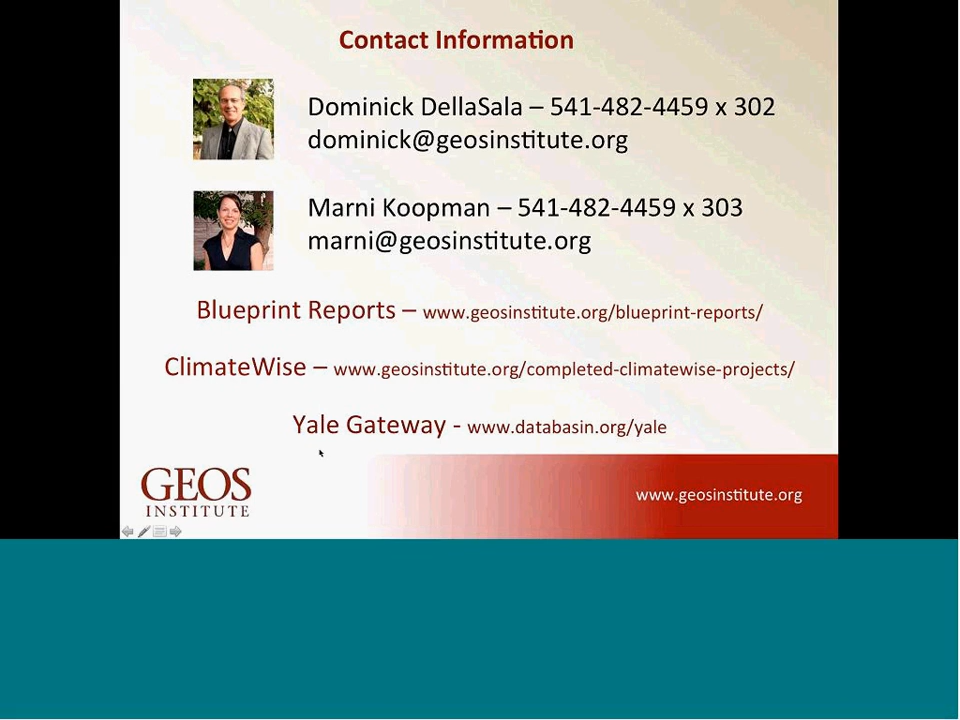 Contact Information
Dominick DellaSala – 541-482-4459 x 302
dominick@geosinstitute.org
Marni Koopman – 541-482-4459 x 303
marni@geosinstitute.org
Blueprint Reports – www.geosinstitute.org/blueprint-reports/
ClimateWise – www.geosinstitute.org/completed-climatewise-projects/
Yale Gateway - www.databasin.org/yale
GEOS
INSTITUTE
www.geosinstitute.org